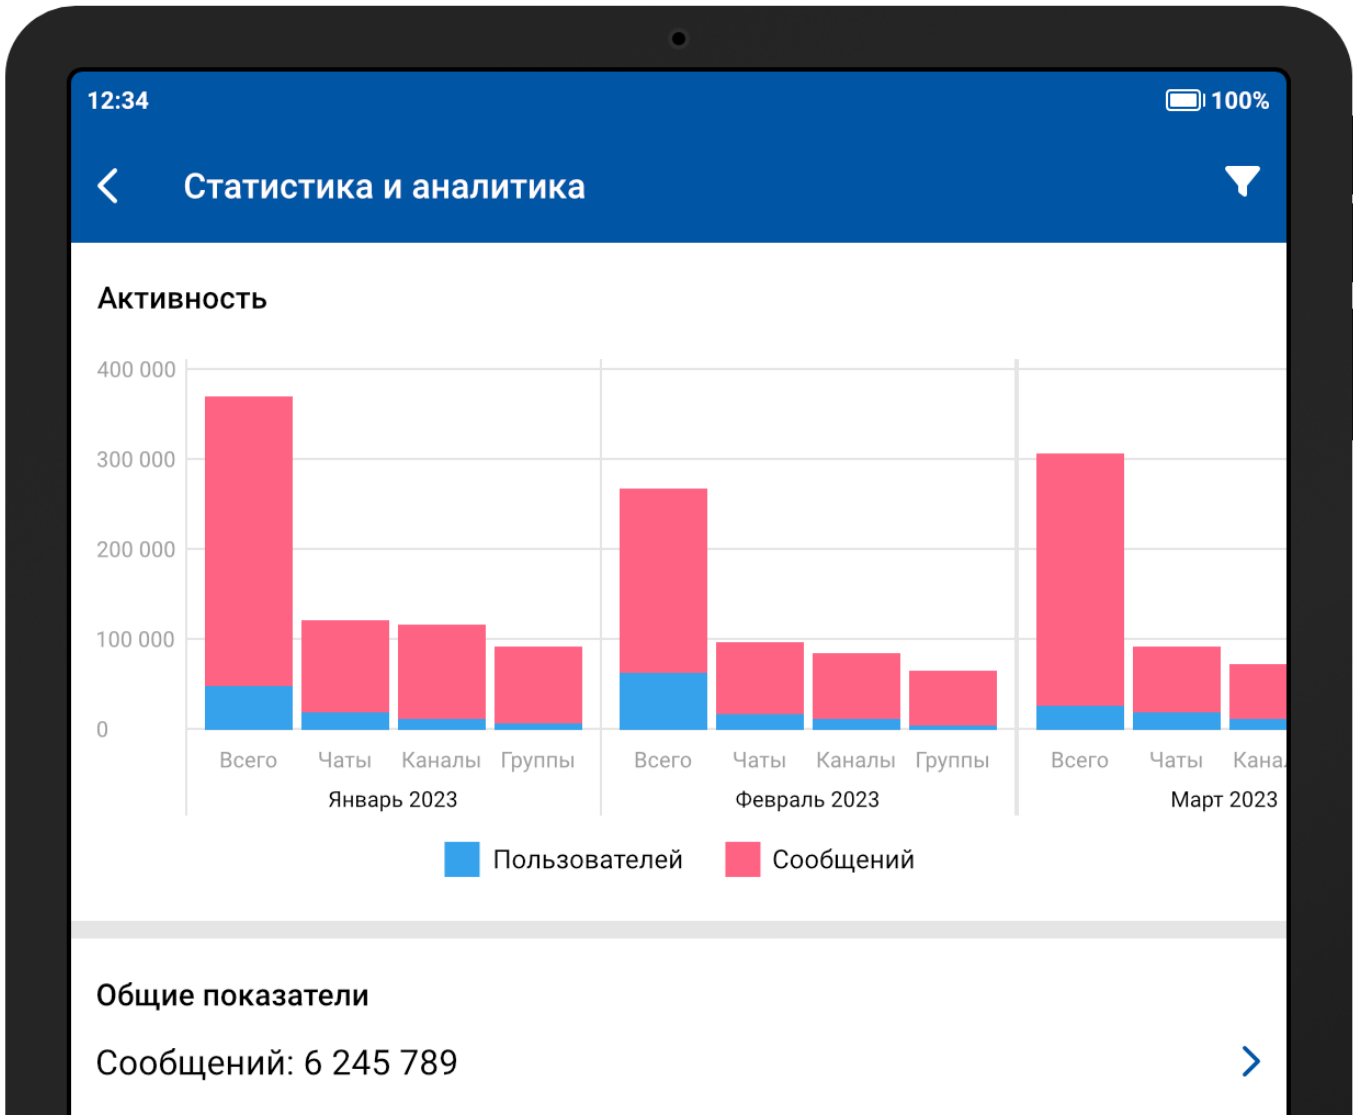 12:34
100%
Статистика и аналитика
Активность
400 000
300 000
200 000
100 000
0
Всего Чаты Каналы Группы Всего Чаты Каналы Группы Всего Чаты Кана
Январь 2023 Февраль 2023 Март 2023
Пользователей Сообщений
Общие показатели
Сообщений: 6 245 789